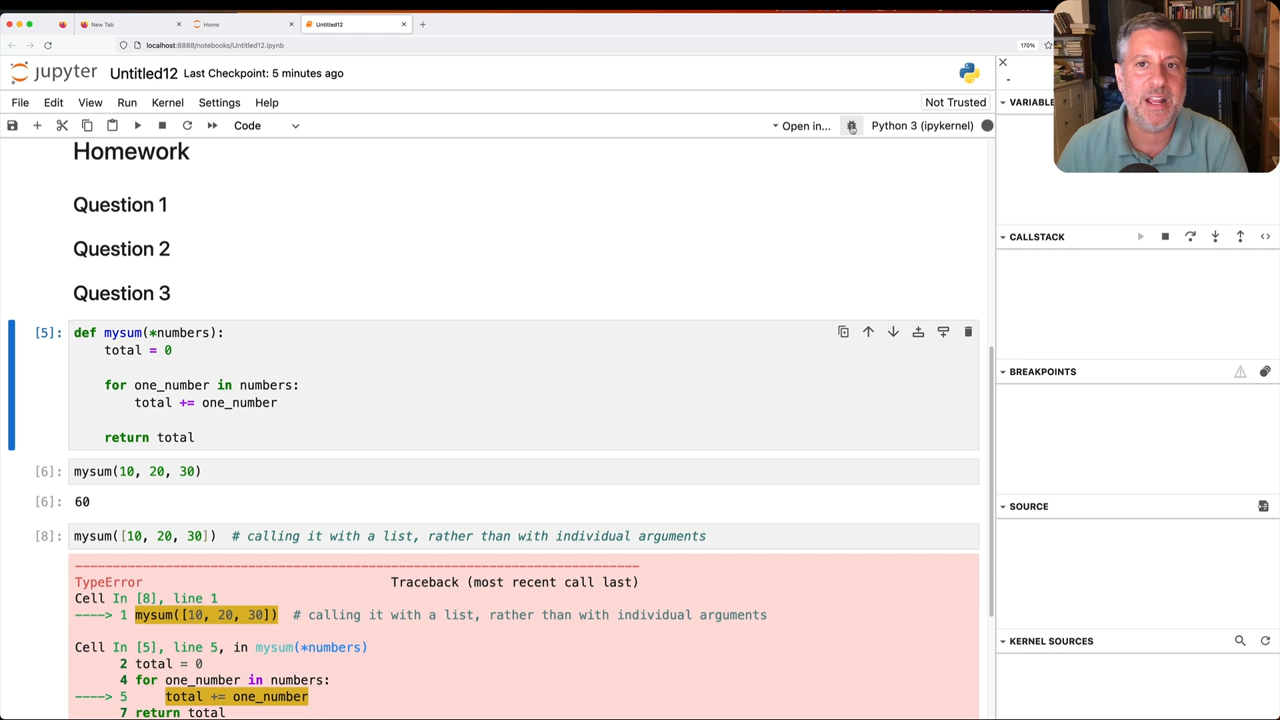 New Tab
Home
Untitled12
localhost:8888/notebooks/Untitled12.ipynb
170%
jupyter Untitled12 Last Checkpoint: 5 minutes ago
File Edit View Run Kernel Settings Help
Not Trusted
Code
Open in...
Python 3 (ipykernel)
Homework
Question 1
Question 2
Question 3
[5]: def mysum(*numbers):
total = 0
for one_number in numbers:
total += one_number
return total
[6]: mysum(10, 20, 30)
[6]: 60
[8]: mysum([10, 20, 30])  # calling it with a list, rather than with individual arguments
---------------------------------------------------------------------------
TypeError                                 Traceback (most recent call last)
Cell In [8], line 1
----> 1 mysum([10, 20, 30])  # calling it with a list, rather than with individual arguments
Cell In [5], line 5, in mysum(*numbers)
2 total = 0
4 for one_number in numbers:
----> 5     total += one_number
7 return total
VARIABLE
CALLSTACK
BREAKPOINTS
SOURCE
KERNEL SOURCES